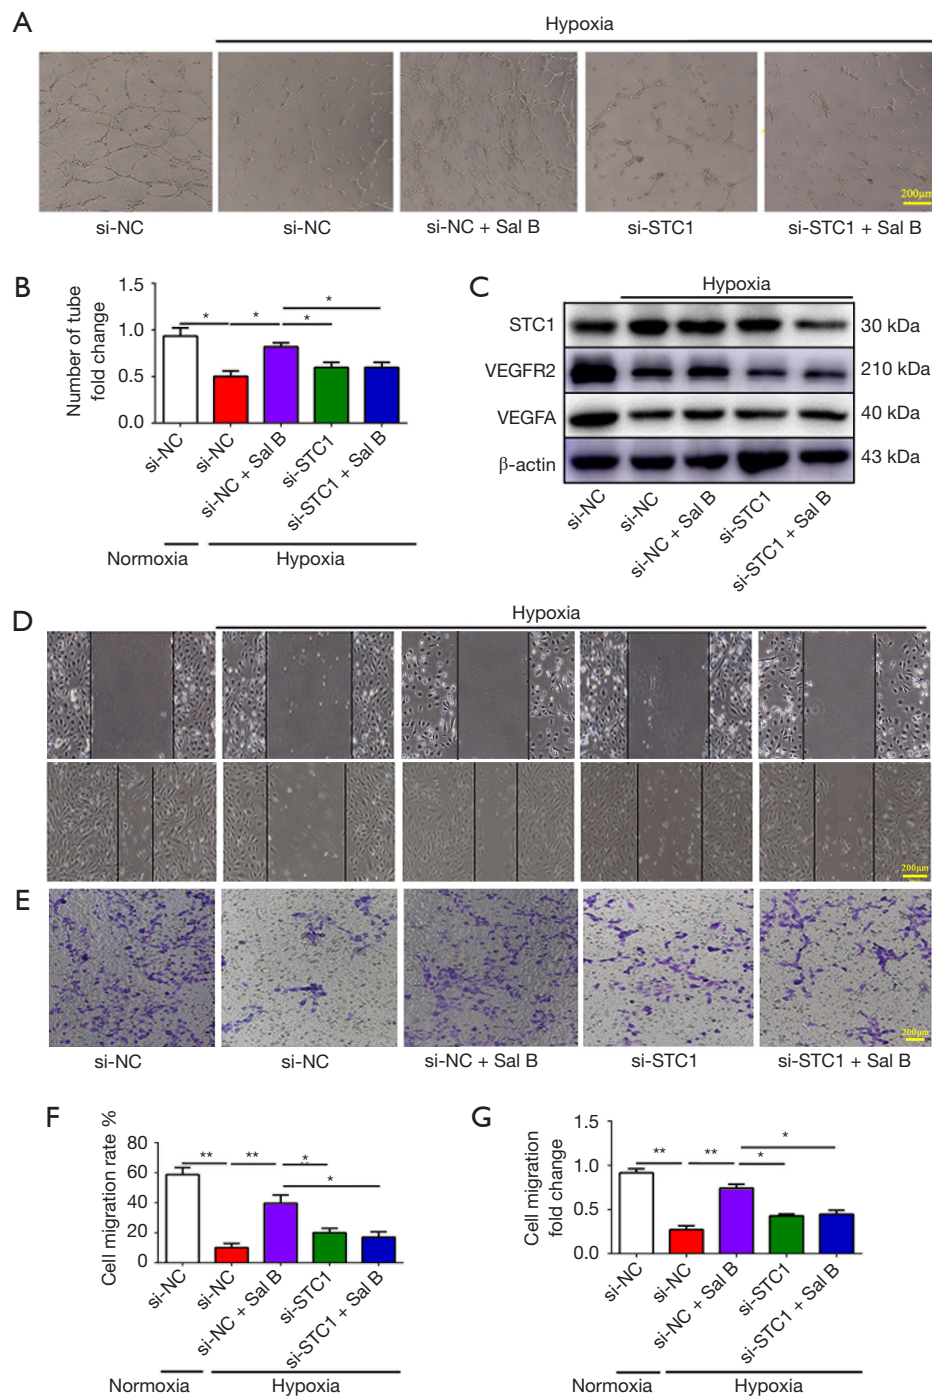 A
Hypoxia
200μm
si-NC
si-NC
si-NC + Sal B
si-STC1
si-STC1 + Sal B
B
Number of tube
fold change
1.5
1.0
0.5
0.0
*
*
*
*
si-NC
si-NC
si-NC + Sal B
si-STC1
si-STC1 + Sal B
Normoxia
Hypoxia
C
Hypoxia
STC1
30 kDa
VEGFR2
210 kDa
VEGFA
40 kDa
β-actin
43 kDa
si-NC
si-NC
si-NC + Sal B
si-STC1
si-STC1 + Sal B
D
Hypoxia
200μm
E
200μm
si-NC
si-NC
si-NC + Sal B
si-STC1
si-STC1 + Sal B
F
Cell migration rate %
80
60
40
20
0
**
**
**
*
si-NC
si-NC
si-NC + Sal B
si-STC1
si-STC1 + Sal B
Normoxia
Hypoxia
G
Cell migration
fold change
1.5
1.0
0.5
0.0
**
**
*
*
si-NC
si-NC
si-NC + Sal B
si-STC1
si-STC1 + Sal B
Normoxia
Hypoxia